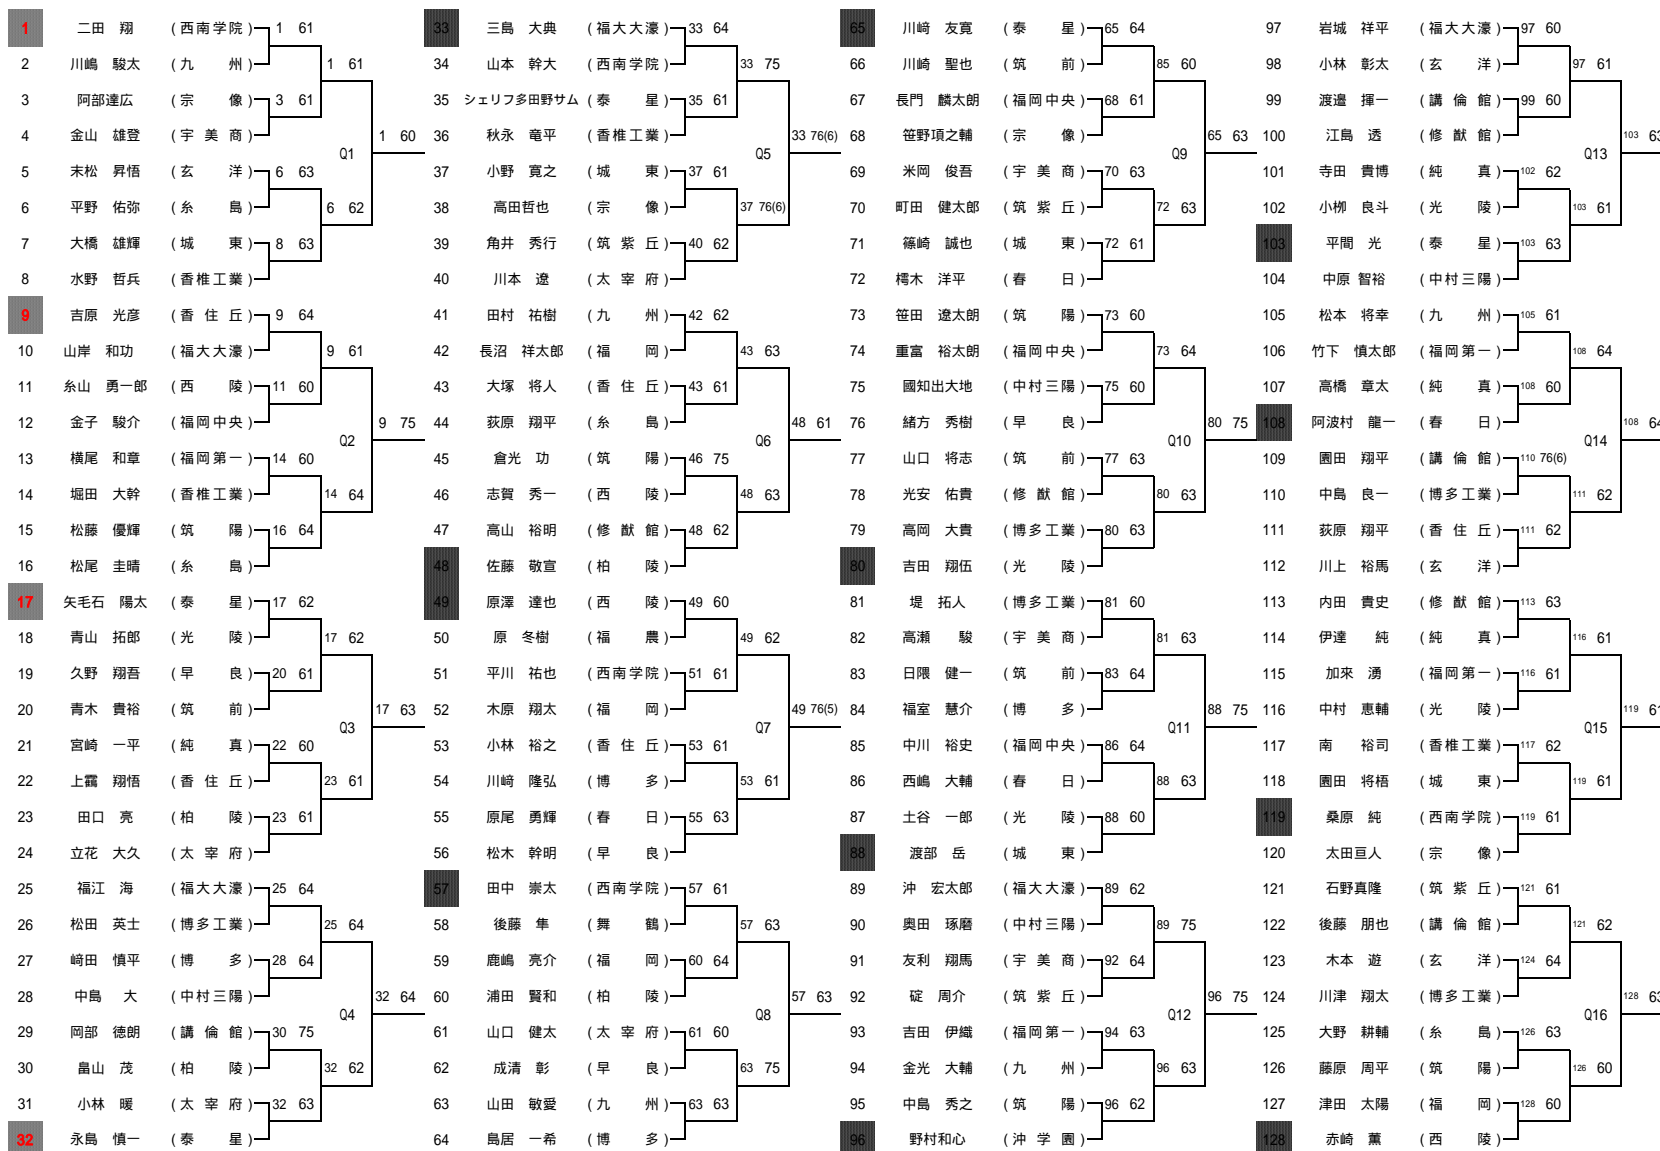 1 二田 翔 (西南学院) 1 61
2 川嶋 駿太 (九 州) 1 61
3 阿部達広 (宗 像) 3 61
4 金山 雄登 (宇 美 商) 1 60
Q1
5 末松 昇悟 (玄 洋) 6 63
6 平野 佑弥 (糸 島) 6 62
7 大橋 雄輝 (城 東) 8 63
8 水野 哲兵 (香椎工業)
9 吉原 光彦 (香 住 丘) 9 64
10 山岸 和功 (福大大濠) 9 61
11 糸山 勇一郎 (西 陵) 11 60
12 金子 駿介 (福岡中央) 9 75
Q2
13 横尾 和章 (福岡第一) 14 60
14 堀田 大幹 (香椎工業) 14 64
15 松藤 優輝 (筑 陽) 16 64
16 松尾 圭晴 (糸 島)
17 矢毛石 陽太 (泰 星) 17 62
18 青山 拓郎 (光 陵) 17 62
19 久野 翔吾 (早 良) 20 61
20 青木 貴裕 (筑 前) 17 63
Q3
21 宮崎 一平 (純 真) 22 60
22 上靍 翔悟 (香 住 丘) 23 61
23 田口 亮 (柏 陵) 23 61
24 立花 大久 (太 宰 府)
25 福江 海 (福大大濠) 25 64
26 松田 英士 (博多工業) 25 64
27 﨑田 慎平 (博 多) 28 64
28 中島 大 (中村三陽) 32 64
Q4
29 岡部 徳朗 (講 倫 館) 30 75
30 畠山 茂 (柏 陵) 32 62
31 小林 暖 (太 宰 府) 32 63
32 永島 慎一 (泰 星)
33 三島 大典 (福大大濠) 33 64
34 山本 幹大 (西南学院) 33 75
35 シェリフ多田野サム (泰 星) 35 61
36 秋永 竜平 (香椎工業) 33 76(6)
Q5
37 小野 寛之 (城 東) 37 61
38 高田哲也 (宗 像) 37 76(6)
39 角井 秀行 (筑 紫 丘) 40 62
40 川本 遼 (太 宰 府)
41 田村 祐樹 (九 州) 42 62
42 長沼 祥太郎 (福 岡) 43 63
43 大塚 将人 (香 住 丘) 43 61
44 荻原 翔平 (糸 島) 48 61
Q6
45 倉光 功 (筑 陽) 46 75
46 志賀 秀一 (西 陵) 48 63
47 高山 裕明 (修 猷 館) 48 62
48 佐藤 敬宣 (柏 陵)
49 原澤 達也 (西 陵) 49 60
50 原 冬樹 (福 農) 49 62
51 平川 祐也 (西南学院) 51 61
52 木原 翔太 (福 岡) 49 76(5)
Q7
53 小林 裕之 (香 住 丘) 53 61
54 川﨑 隆弘 (博 多) 53 61
55 原尾 勇輝 (春 日) 55 63
56 松木 幹明 (早 良)
57 田中 崇太 (西南学院) 57 61
58 後藤 隼 (舞 鶴) 57 63
59 鹿嶋 亮介 (福 岡) 60 64
60 浦田 賢和 (柏 陵) 57 63
Q8
61 山口 健太 (太 宰 府) 61 60
62 成清 彰 (早 良) 63 75
63 山田 敏愛 (九 州) 63 63
64 島居 一希 (博 多)
65 川﨑 友寛 (泰 星) 65 64
66 川崎 聖也 (筑 前) 85 60
67 長門 麟太朗 (福岡中央) 68 61
68 笹野項之輔 (宗 像) 65 63
Q9
69 米岡 俊吾 (宇 美 商) 70 63
70 町田 健太郎 (筑 紫 丘) 72 63
71 篠崎 誠也 (城 東) 72 61
72 樗木 洋平 (春 日)
73 笹田 遼太朗 (筑 陽) 73 60
74 重富 裕太朗 (福岡中央) 73 64
75 國知出大地 (中村三陽) 75 60
76 緒方 秀樹 (早 良) 80 75
Q10
77 山口 将志 (筑 前) 77 63
78 光安 佑貴 (修 猷 館) 80 63
79 高岡 大貴 (博多工業) 80 63
80 吉田 翔伍 (光 陵)
81 堤 拓人 (博多工業) 81 60
82 高瀬 駿 (宇 美 商) 81 63
83 日隈 健一 (筑 前) 83 64
84 福室 慧介 (博 多) 88 75
Q11
85 中川 裕史 (福岡中央) 86 64
86 西嶋 大輔 (春 日) 88 63
87 土谷 一郎 (光 陵) 88 60
88 渡部 岳 (城 東)
89 沖 宏太郎 (福大大濠) 89 62
90 奥田 琢磨 (中村三陽) 89 75
91 友利 翔馬 (宇 美 商) 92 64
92 碇 周介 (筑 紫 丘) 96 75
Q12
93 吉田 伊織 (福岡第一) 94 63
94 金光 大輔 (九 州) 96 63
95 中島 秀之 (筑 陽) 96 62
96 野村和心 (沖 学 園)
97 岩城 祥平 (福大大濠) 97 60
98 小林 彰太 (玄 洋) 97 61
99 渡邉 揮一 (講 倫 館) 99 60
100 江島 透 (修 猷 館) 103 63
Q13
101 寺田 貴博 (純 真) 102 62
102 小栁 良斗 (光 陵) 103 61
103 平間 光 (泰 星) 103 63
104 中原 智裕 (中村三陽)
105 松本 将幸 (九 州) 105 61
106 竹下 慎太郎 (福岡第一) 108 64
107 高橋 章太 (純 真) 108 60
108 阿波村 龍一 (春 日) 108 64
Q14
109 園田 翔平 (講 倫 館) 110 76(6)
110 中島 良一 (博多工業) 111 62
111 荻原 翔平 (香 住 丘) 111 62
112 川上 裕馬 (玄 洋)
113 内田 貴史 (修 猷 館) 113 63
114 伊達 純 (純 真) 116 61
115 加來 湧 (福岡第一) 116 61
116 中村 恵輔 (光 陵) 119 61
Q15
117 南 裕司 (香椎工業) 117 62
118 園田 将梧 (城 東) 119 61
119 桑原 純 (西南学院) 119 61
120 太田亘人 (宗 像)
121 石野真隆 (筑 紫 丘) 121 61
122 後藤 朋也 (講 倫 館) 121 62
123 木本 遊 (玄 洋) 124 64
124 川津 翔太 (博多工業) 128 63
Q16
125 大野 耕輔 (糸 島) 126 63
126 藤原 周平 (筑 陽) 126 60
127 津田 太陽 (福 岡) 128 60
128 赤崎 薫 (西 陵)